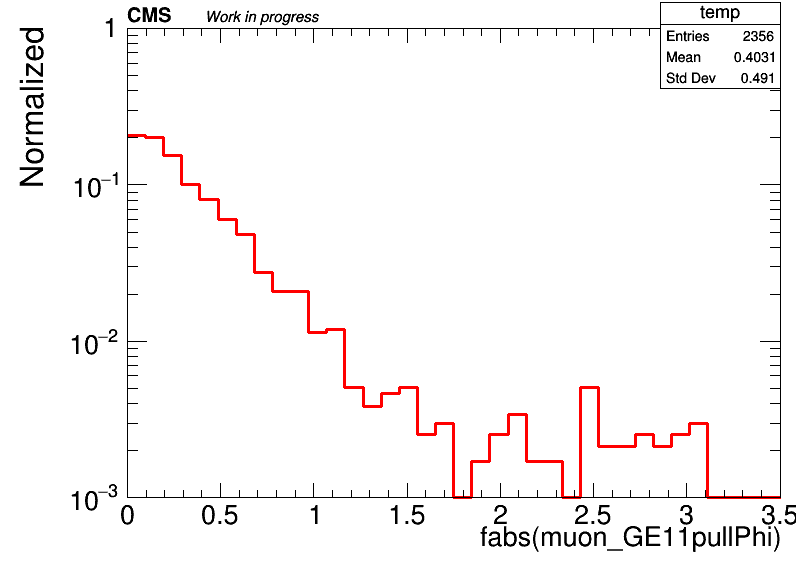 CMS Work in progress
temp
Entries 2356
Mean 0.4031
Std Dev 0.491
Normalized
1
10⁻¹
10⁻²
10⁻³
0 0.5 1 1.5 2 2.5 3 3.5
fabs(muon_GE11pullPhi)